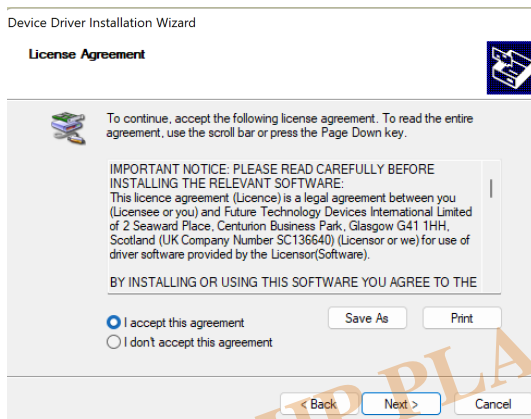 Device Driver Installation Wizard
License Agreement
To continue, accept the following license agreement. To read the entire
agreement, use the scroll bar or press the Page Down key.
IMPORTANT NOTICE: PLEASE READ CAREFULLY BEFORE
INSTALLING THE RELEVANT SOFTWARE:
This licence agreement (Licence) is a legal agreement between you
(Licensee or you) and Future Technology Devices International Limited
of 2 Seaward Place, Centurion Business Park, Glasgow G41 1HH,
Scotland (UK Company Number SC136640) (Licensor or we) for use of
driver software provided by the Licensor(Software).
BY INSTALLING OR USING THIS SOFTWARE YOU AGREE TO THE
I accept this agreement
Save As
Print
I don't accept this agreement
< Back
Next >
Cancel